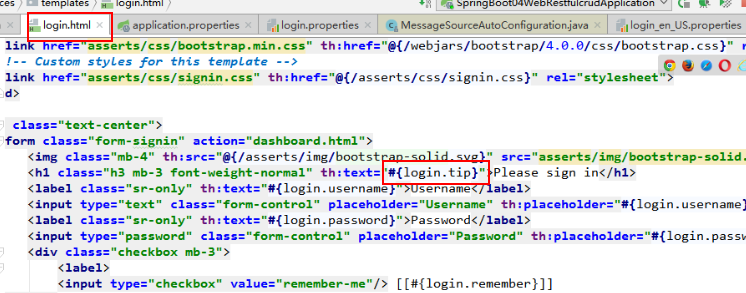 ces templates login.html SpringBoot04WebRestfulcrudApplication
login.html × application.properties × login.properties × MessageSourceAutoConfiguration.java × login_en_US.properties
link href="asserts/css/bootstrap.min.css" th:href="@{/webjars/bootstrap/4.0.0/css/bootstrap.css}" r
!-- Custom styles for this template -->
link href="asserts/css/signin.css" th:href="@{/asserts/css/signin.css}" rel="stylesheet">
d>
class="text-center">
form class="form-signin" action="dashboard.html">
<img class="mb-4" th:src="@{/asserts/img/bootstrap-solid.svg}" src="asserts/img/bootstrap-solid.
<h1 class="h3 mb-3 font-weight-normal" th:text="#{login.tip}">Please sign in</h1>
<label class="sr-only" th:text="#{login.username}">Username</label>
<input type="text" class="form-control" placeholder="Username" th:placeholder="#{login.username}
<label class="sr-only" th:text="#{login.password}">Password</label>
<input type="password" class="form-control" placeholder="Password" th:placeholder="#{login.passw
<div class="checkbox mb-3">
<label>
<input type="checkbox" value="remember-me"/> [[#{login.remember}]]